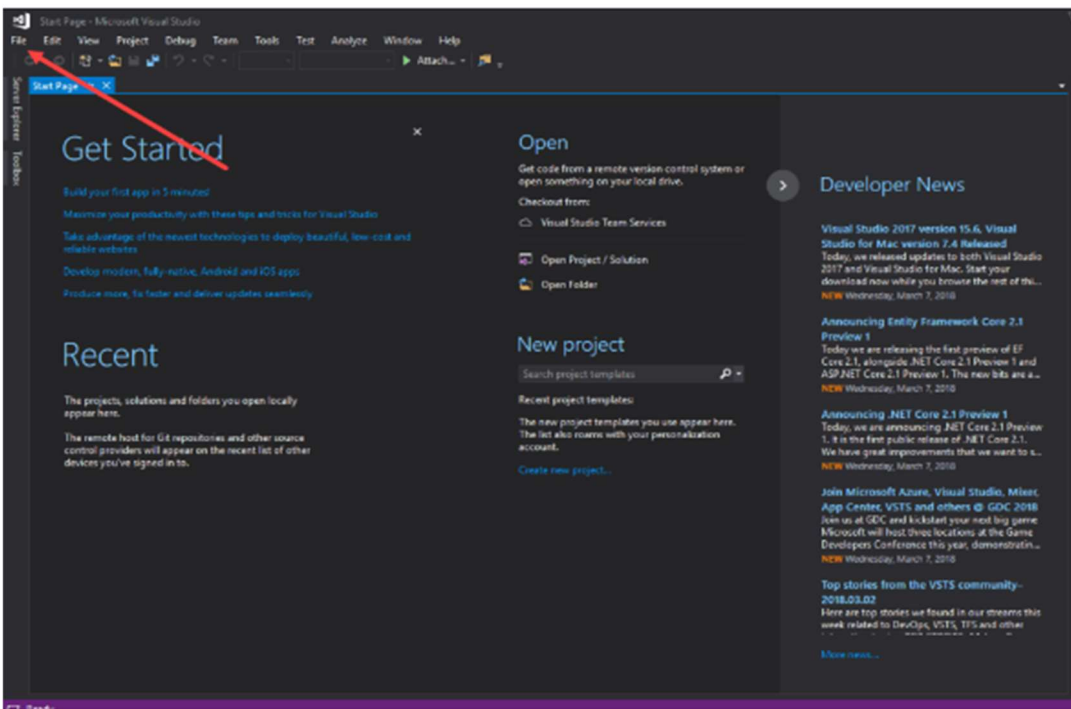 Start Page - Microsoft Visual Studio
File Edit View Project Debug Team Tools Test Analyze Window Help
Attach...
Server Explorer
Toolbox
Start Page
Get Started
Build your first app in 5 minutes!
Maximize your productivity with these tips and tricks for Visual Studio
Take advantage of the newest technologies to deploy beautiful, low-cost and
reliable websites
Develop modern, fully-native, Android and iOS apps
Produce more, fix faster and deliver updates seamlessly
Recent
The projects, solutions and folders you open locally
appear here.
The remote host for Git repositories and other source
control providers will appear on the recent list of other
devices you've signed in to.
Open
Get code from a remote version control system or
open something on your local drive.
Checkout from:
Visual Studio Team Services
Open Project / Solution
Open Folder
New project
Search project templates
Recent project templates:
The new project templates you use appear here.
The list also roams with your personalization
account.
Create new project...
Developer News
Visual Studio 2017 version 15.6, Visual
Studio for Mac version 7.4 Released
Today, we released updates to both Visual Studio
2017 and Visual Studio for Mac. Start your
download now while you browse the rest of thi...
NEW Wednesday, March 7, 2018
Announcing Entity Framework Core 2.1
Preview 1
Today we are releasing the first preview of EF
Core 2.1, alongside .NET Core 2.1 Preview 1 and
ASP.NET Core 2.1 Preview 1. The new bits are a...
NEW Wednesday, March 7, 2018
Announcing .NET Core 2.1 Preview 1
Today, we are announcing .NET Core 2.1 Preview
1. It is the first public release of .NET Core 2.1.
We have great improvements that we want to s...
NEW Wednesday, March 7, 2018
Join Microsoft Azure, Visual Studio, Mixer,
App Center, VSTS and others @ GDC 2018
Join us at GDC and kickstart your next big game
Microsoft will host three locations at the Game
Developers Conference this year, demonstratin...
NEW Wednesday, March 7, 2018
Top stories from the VSTS community–
2018.03.02
Here are top stories we found in our streams this
week related to DevOps, VSTS, TFS and other
More news...
Ready